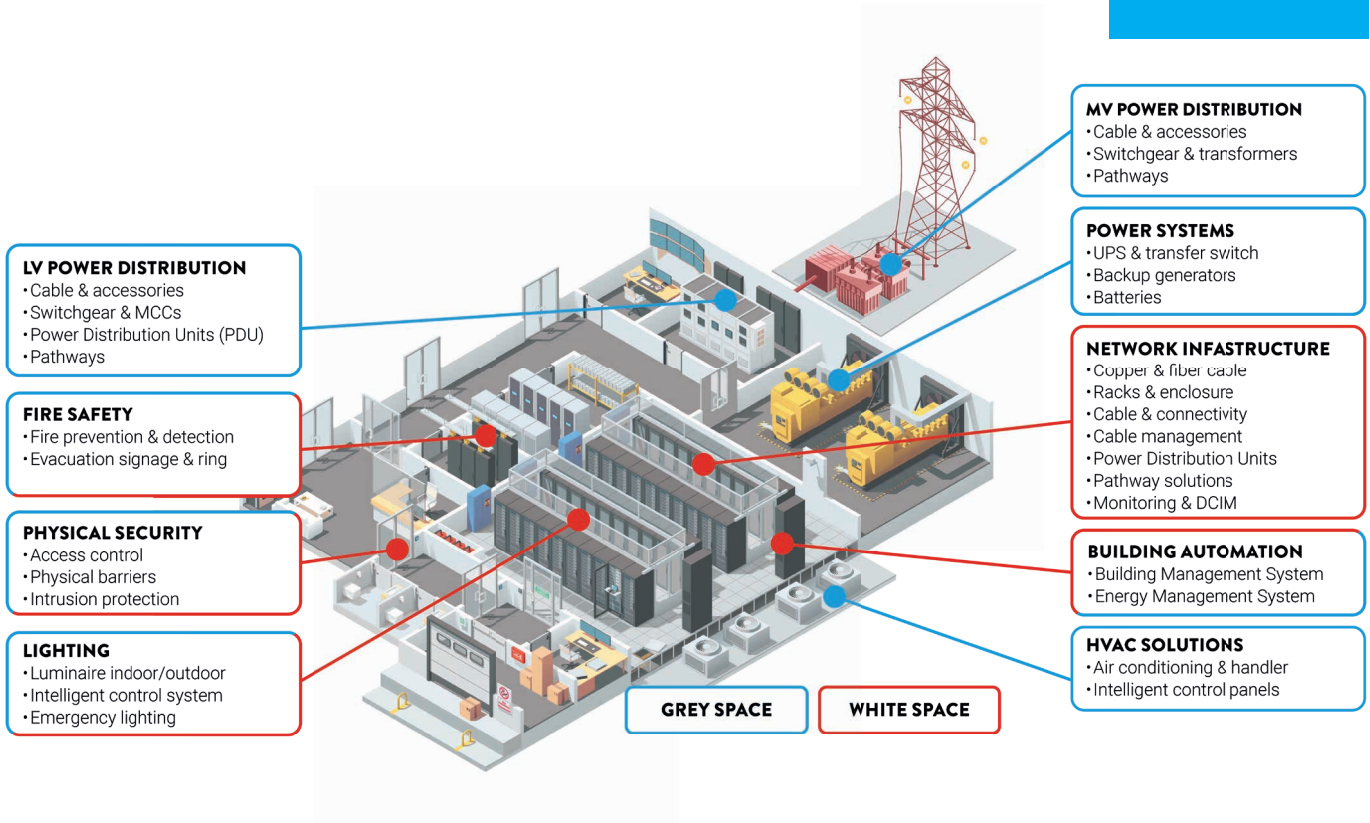 MV POWER DISTRIBUTION
•Cable & accessories
•Switchgear & transformers
•Pathways
POWER SYSTEMS
•UPS & transfer switch
•Backup generators
•Batteries
LV POWER DISTRIBUTION
•Cable & accessories
•Switchgear & MCCs
•Power Distribution Units (PDU)
•Pathways
NETWORK INFASTRUCTURE
•Copper & fiber cable
•Racks & enclosure
•Cable & connectivity
•Cable management
•Power Distribution Units
•Pathway solutions
•Monitoring & DCIM
FIRE SAFETY
•Fire prevention & detection
•Evacuation signage & ring
PHYSICAL SECURITY
•Access control
•Physical barriers
•Intrusion protection
BUILDING AUTOMATION
•Building Management System
•Energy Management System
LIGHTING
•Luminaire indoor/outdoor
•Intelligent control system
•Emergency lighting
HVAC SOLUTIONS
•Air conditioning & handler
•Intelligent control panels
GREY SPACE
WHITE SPACE